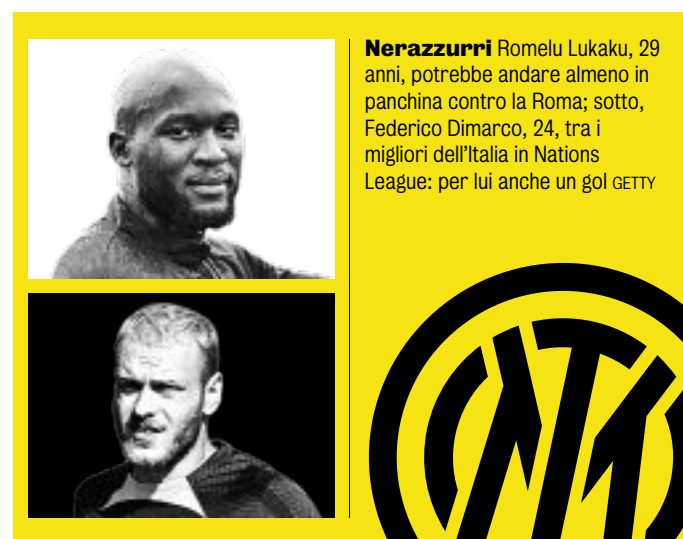 Nerazzurri Romelu Lukaku, 29
anni, potrebbe andare almeno in
panchina contro la Roma; sotto,
Federico Dimarco, 24, tra i
migliori dell'Italia in Nations
League: per lui anche un gol GETTY